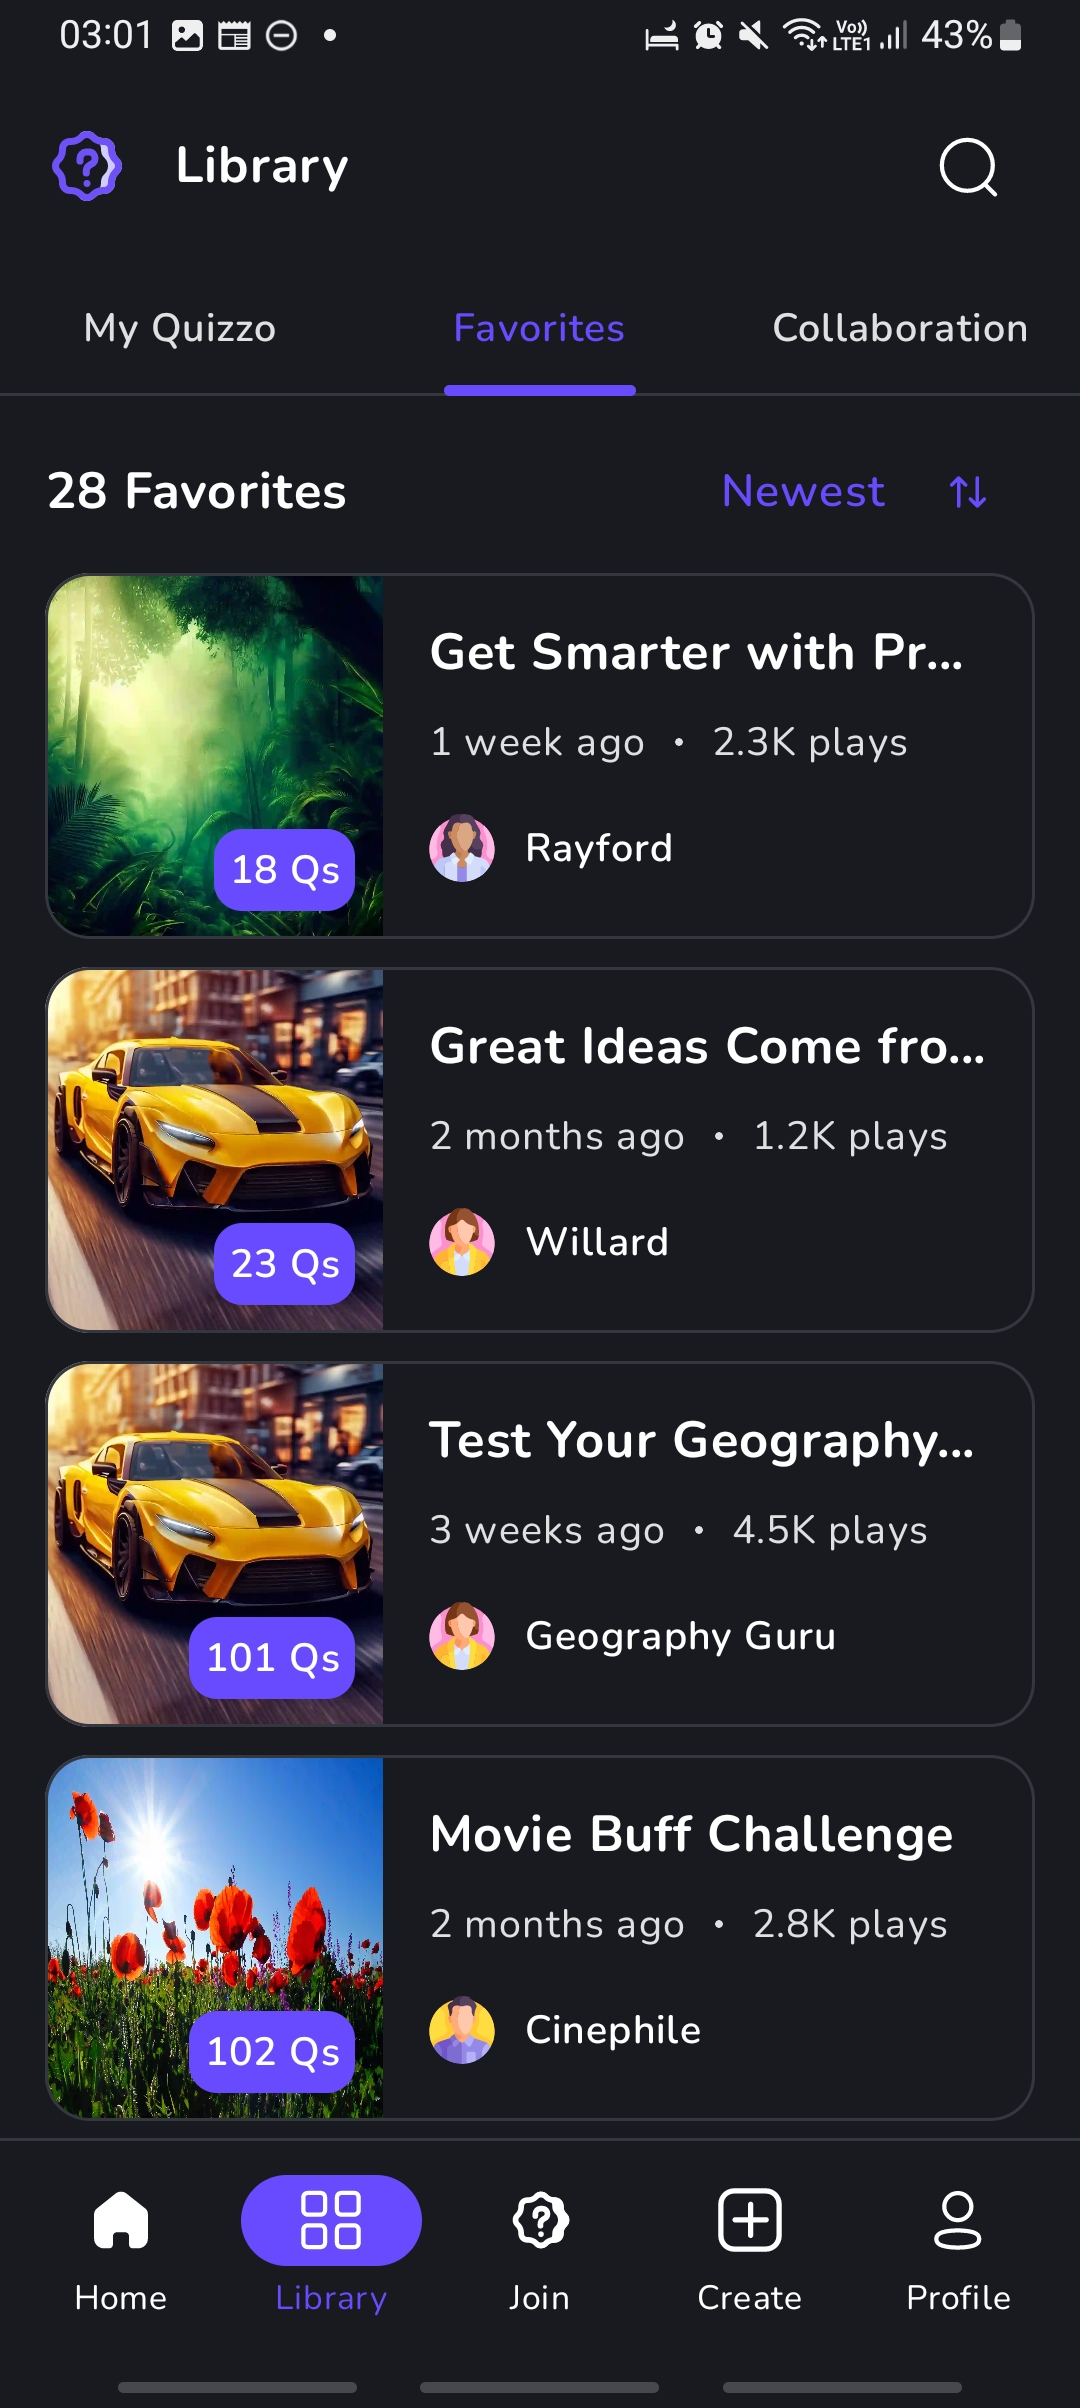 03:01
Vo))
LTE1
43%
Library
My Quizzo
Favorites
Collaboration
28 Favorites
Newest
Get Smarter with Pr...
1 week ago • 2.3K plays
18 Qs
Rayford
Great Ideas Come fro...
2 months ago • 1.2K plays
23 Qs
Willard
Test Your Geography...
3 weeks ago • 4.5K plays
101 Qs
Geography Guru
Movie Buff Challenge
2 months ago • 2.8K plays
102 Qs
Cinephile
Home
Library
Join
Create
Profile